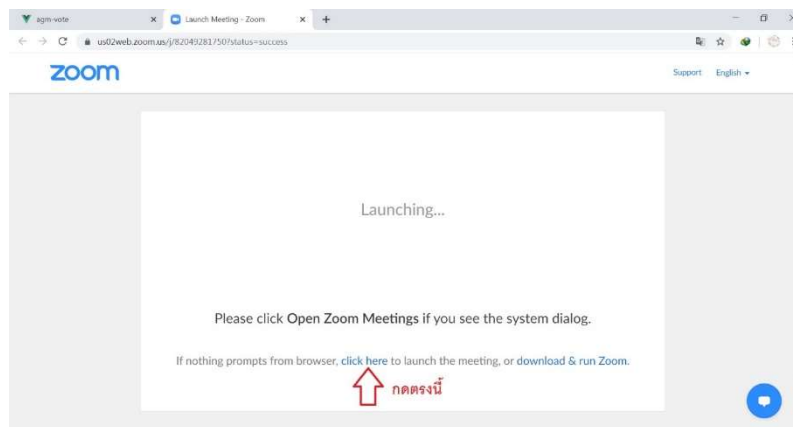 agm-vote
Launch Meeting - Zoom
us02web.zoom.us/j/82049281750?status=success
zoom
Support English
Launching...
Please click Open Zoom Meetings if you see the system dialog.
If nothing prompts from browser, click here to launch the meeting, or download & run Zoom.
กดตรงนี้